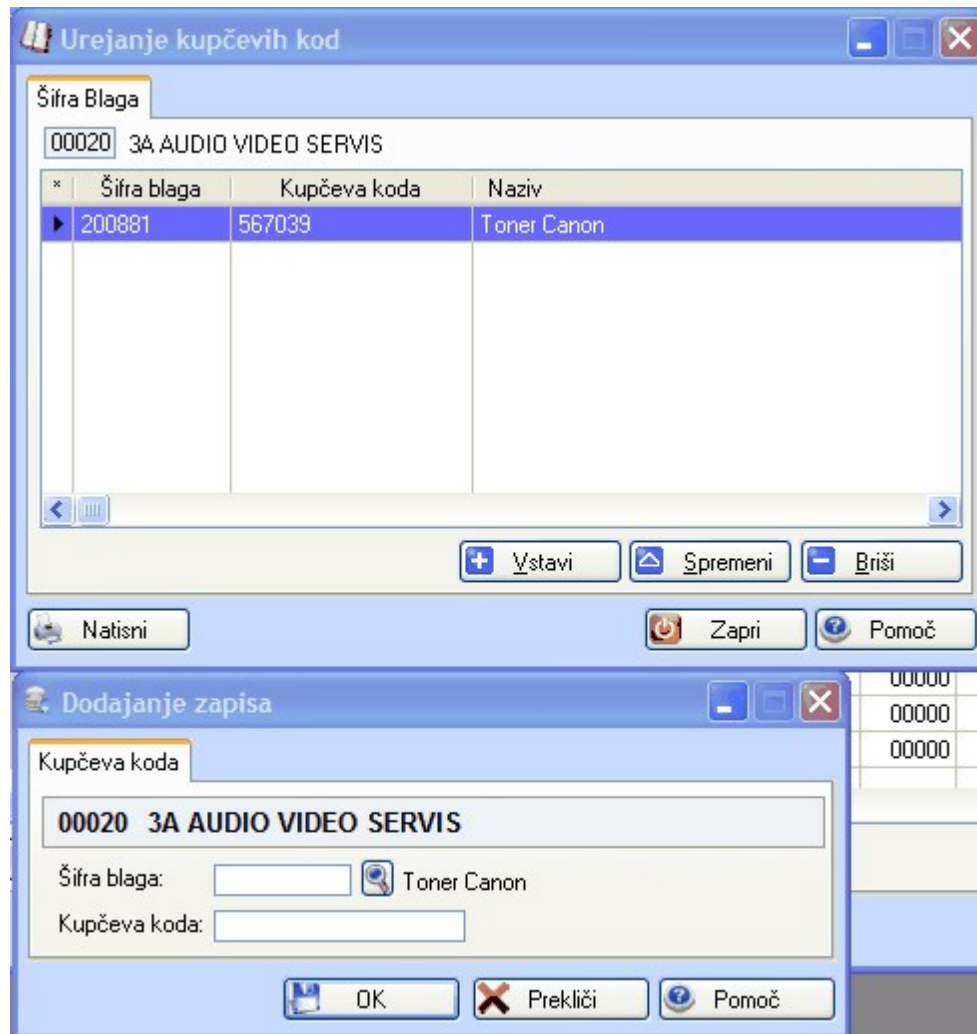 Urejanje kupčevih kod
Šifra Blaga
00020 3A AUDIO VIDEO SERVIS
* Šifra blaga Kupčeva koda Naziv
200881 567039 Toner Canon
Vstavi Spremeni Briši
Natisni Zapri Pomoč
00000
Dodajanje zapisa
00000
Kupčeva koda
00000
00020 3A AUDIO VIDEO SERVIS
Šifra blaga: Toner Canon
Kupčeva koda:
OK Prekliči Pomoč